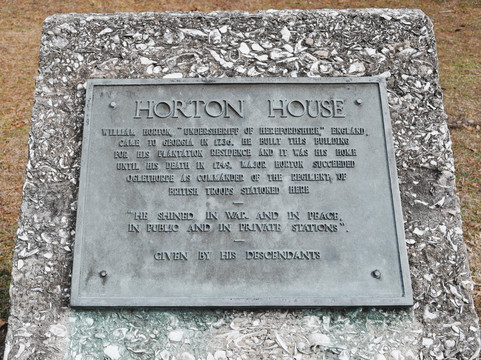 HORTON HOUSE
WILLIAM HORTON, "UNDERSHERIFF OF HEREFORDSHIRE," ENGLAND,
CAME TO GEORGIA IN 1736. HE BUILT THIS BUILDING
FOR HIS PLANTATION RESIDENCE AND IT WAS HIS HOME
UNTIL HIS DEATH IN 1749. MAJOR HORTON SUCCEEDED
OGLETHORPE AS COMMANDER OF THE REGIMENT OF
BRITISH TROOPS STATIONED HERE
"HE SHINED IN WAR AND IN PEACE,
IN PUBLIC AND IN PRIVATE STATIONS".
GIVEN BY HIS DESCENDANTS